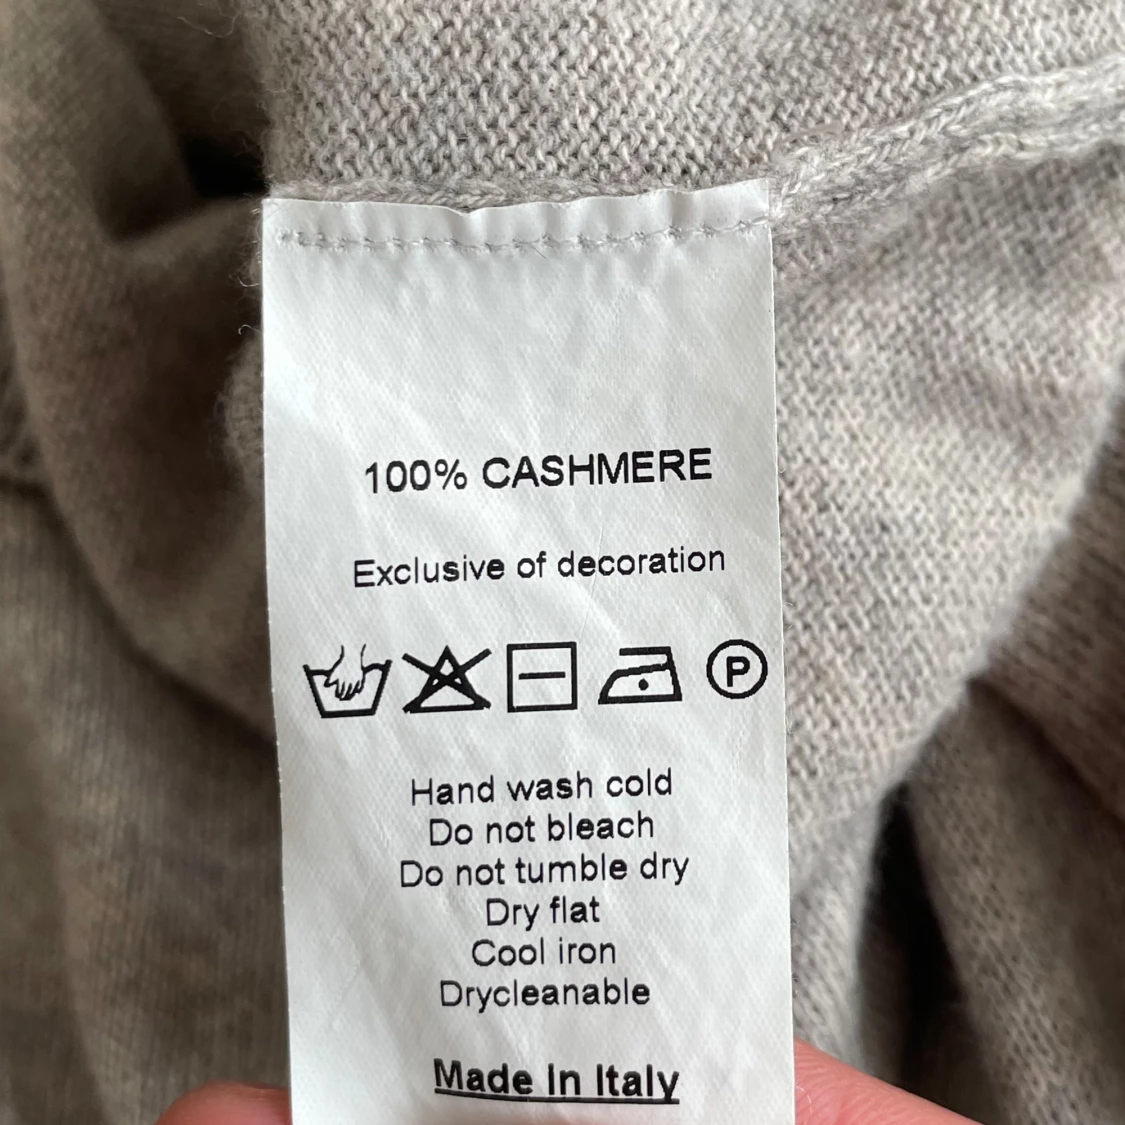 100% CASHMERE
Exclusive of decoration
P
Hand wash cold
Do not bleach
Do not tumble dry
Dry flat
Cool iron
Drycleanable
Made In Italy